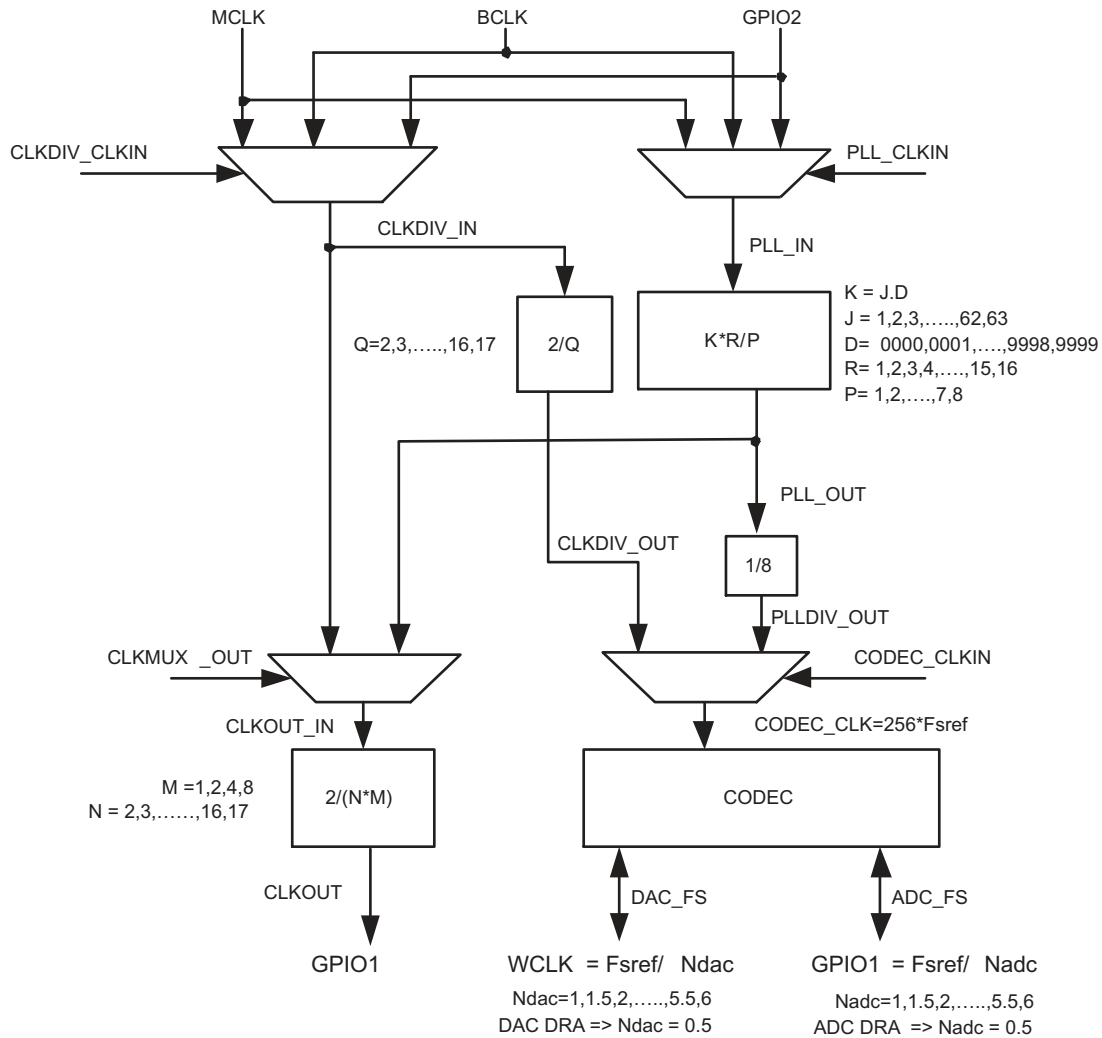 MCLK
BCLK
GPIO2
CLKDIV_CLKIN
PLL_CLKIN
CLKDIV_IN
PLL_IN
Q=2,3,.....,16,17
2/Q
K*R/P
K = J.D
J = 1,2,3,.....,62,63
D= 0000,0001,....,9998,9999
R= 1,2,3,4,....,15,16
P= 1,2,....,7,8
PLL_OUT
CLKDIV_OUT
1/8
PLLDIV_OUT
CLKMUX _OUT
CODEC_CLKIN
CLKOUT_IN
CODEC_CLK=256*Fsref
M =1,2,4,8
N = 2,3,......,16,17
2/(N*M)
CODEC
CLKOUT
DAC_FS
ADC_FS
GPIO1
WCLK = Fsref/ Ndac
GPIO1 = Fsref/ Nadc
Ndac=1,1.5,2,.....,5.5,6
Nadc=1,1.5,2,.....,5.5,6
DAC DRA => Ndac = 0.5
ADC DRA => Nadc = 0.5